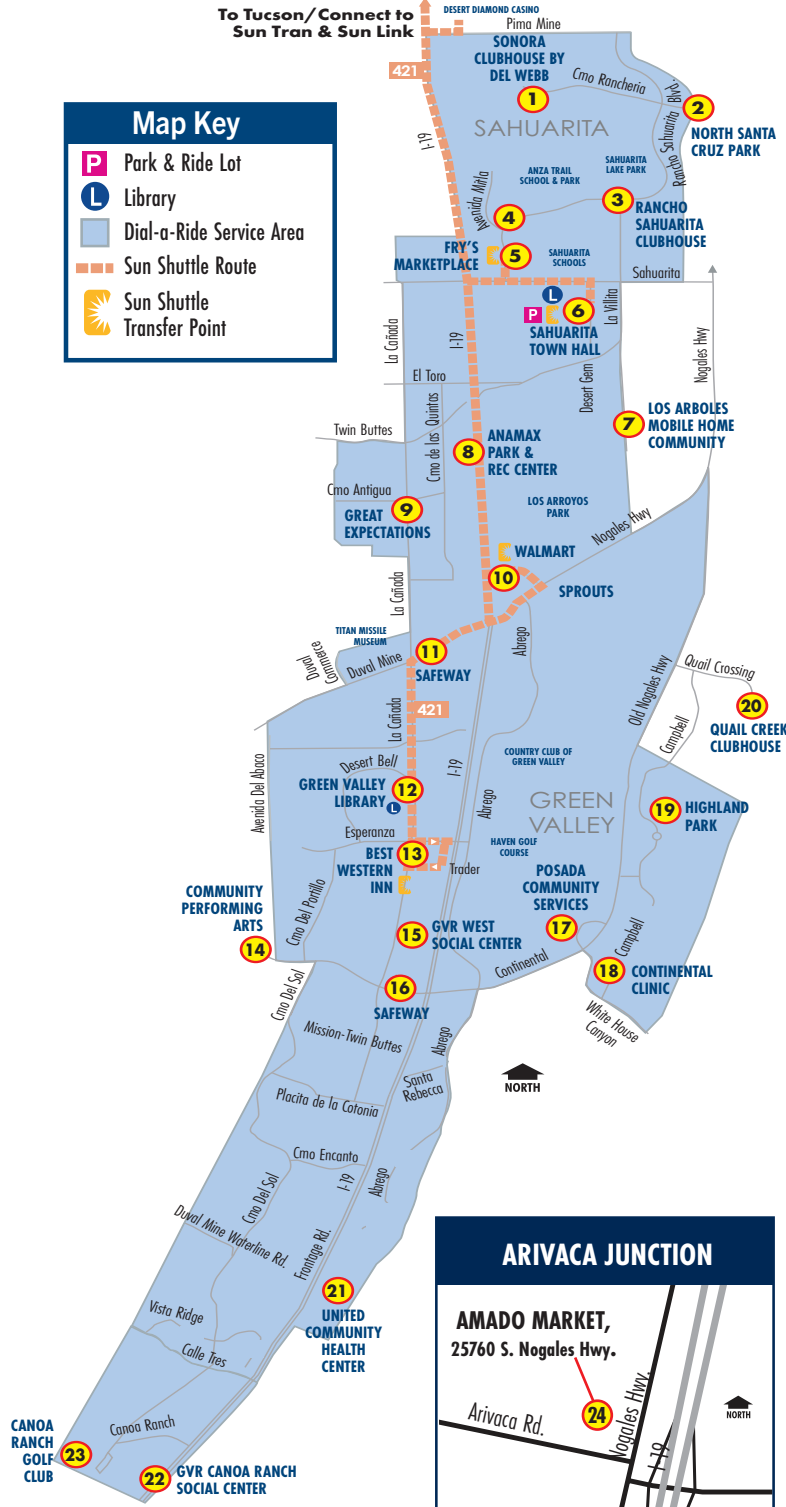 To Tucson/Connect to
Sun Tran & Sun Link
DESERT DIAMOND CASINO
Pima Mine
421
I-19
SONORA
CLUBHOUSE BY
DEL WEBB
1
Cmo Rancheria
Rancho Sahuarita Blvd.
2
NORTH SANTA
CRUZ PARK
SAHUARITA
Map Key
P Park & Ride Lot
L Library
Dial-a-Ride Service Area
Sun Shuttle Route
Sun Shuttle
Transfer Point
ANZA TRAIL
SCHOOL & PARK
SAHUARITA
LAKE PARK
Avenida Mitla
4
3
RANCHO
SAHUARITA
CLUBHOUSE
FRY'S
MARKETPLACE
5
SAHUARITA
SCHOOLS
Sahuarita
L
P
6
SAHUARITA
TOWN HALL
La Villita
La Cañada
I-19
Nogales Hwy
El Toro
Desert Gem
Cmo de las Quintas
Twin Buttes
7
LOS ARBOLES
MOBILE HOME
COMMUNITY
8
ANAMAX
PARK &
REC CENTER
Cmo Antigua
9
GREAT
EXPECTATIONS
LOS ARROYOS
PARK
Nogales Hwy
WALMART
10
SPROUTS
La Cañada
TITAN MISSILE
MUSEUM
Duval
Commerce
Duval Mine
11
SAFEWAY
Abrego
Old Nogales Hwy
Quail Crossing
Campbell
20
QUAIL CREEK
CLUBHOUSE
La Cañada
421
Avenida Del Abaco
Desert Bell
I-19
COUNTRY CLUB OF
GREEN VALLEY
12
GREEN VALLEY
LIBRARY
L
Abrego
GREEN
VALLEY
19
HIGHLAND
PARK
Esperanza
HAVEN GOLF
COURSE
13
BEST
WESTERN
INN
Trader
COMMUNITY
PERFORMING
ARTS
14
Cmo Del Portillo
POSADA
COMMUNITY
SERVICES
17
15
GVR WEST
SOCIAL CENTER
Continental
Campbell
18
CONTINENTAL
CLINIC
16
SAFEWAY
White House
Canyon
Cmo Del Sol
Mission-Twin Buttes
Abrego
Santa
Rebecca
NORTH
Placita de la Cotonia
Cmo Encanto
I-19
Abrego
Cmo Del Sol
Duval Mine Waterline Rd.
Frontage Rd.
21
UNITED
COMMUNITY
HEALTH
CENTER
Vista Ridge
Calle Tres
Canoa Ranch
CANOA
RANCH
GOLF
CLUB
23
22
GVR CANOA RANCH
SOCIAL CENTER
ARIVACA JUNCTION
AMADO MARKET,
25760 S. Nogales Hwy.
24
Arivaca Rd.
Nogales Hwy.
I-19
NORTH